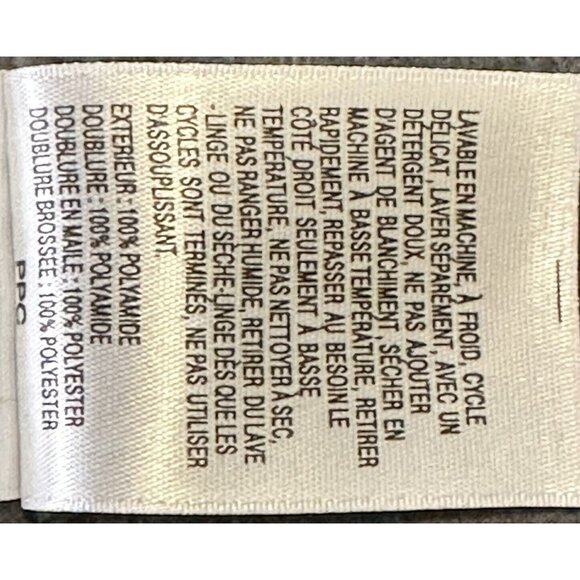 LAVABLE EN MACHINE, À FROID, CYCLE
DÉLICAT, LAVER SÉPARÉMENT, AVEC UN
DÉTERGENT DOUX, NE PAS AJOUTER
D'AGENT DE BLANCHIMENT, SÉCHER EN
MACHINE À BASSE TEMPÉRATURE, RETIRER
RAPIDEMENT, REPASSER AU BESOIN LE
CÔTÉ DROIT SEULEMENT À BASSE
TEMPÉRATURE, NE PAS NETTOYER À SEC,
NE PAS RANGER HUMIDE, RETIRER DU LAVE
- LINGE OU DU SÈCHE-LINGE DÈS QUE LES
CYCLES SONT TERMINÉS, NE PAS UTILISER
D'ASSOUPLISSANT.
EXTERIEUR : 100% POLYAMIDE
DOUBLURE : 100% POLYAMIDE
DOUBLURE EN MAILE : 100% POLYESTER
DOUBLURE BROSSEE : 100% POLYESTER